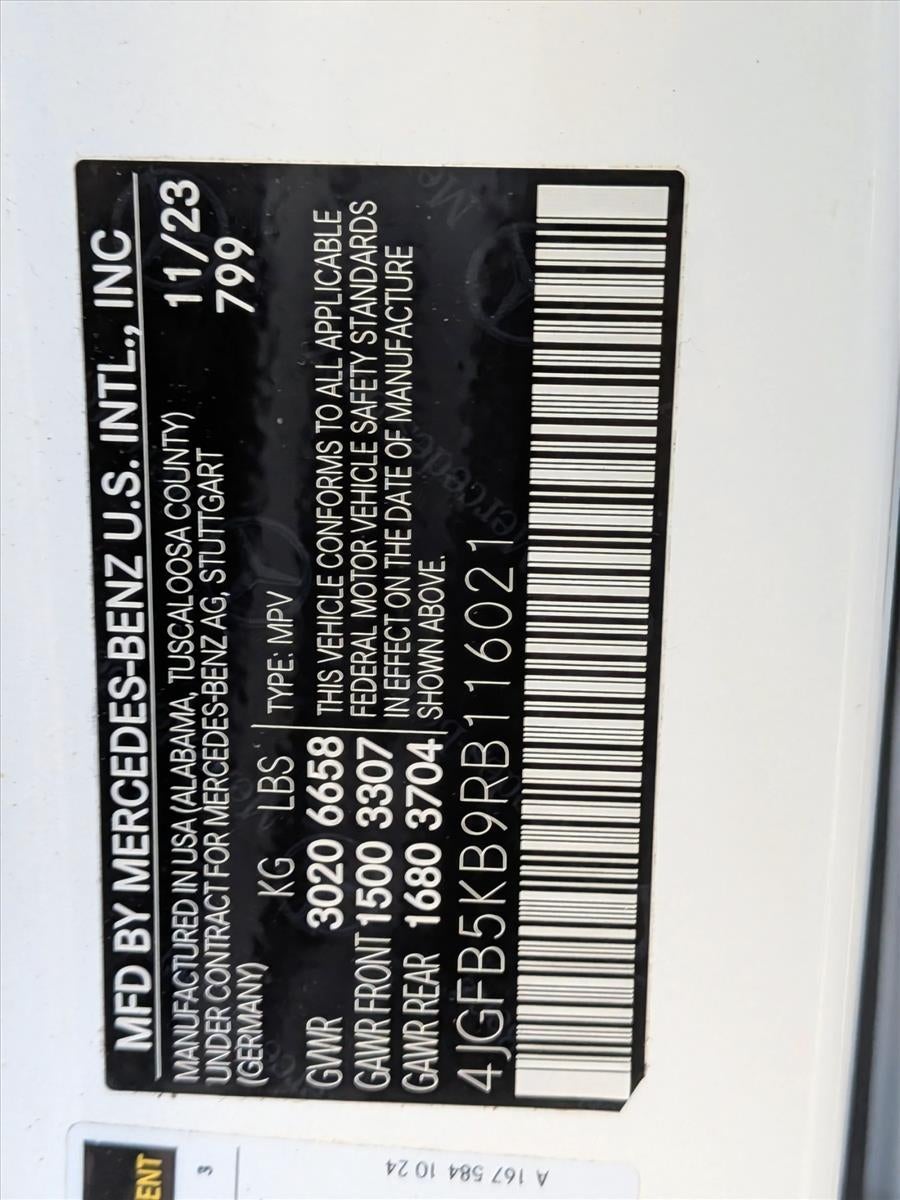 MFD BY MERCEDES-BENZ U.S. INTL., INC
MANUFACTURED IN USA (ALABAMA, TUSCALOOSA COUNTY) 11/23
UNDER CONTRACT FOR MERCEDES-BENZ AG, STUTTGART 799
(GERMANY)
KG LBS TYPE: MPV
GVWR 3020 6658 THIS VEHICLE CONFORMS TO ALL APPLICABLE
GAWR FRONT 1500 3307 FEDERAL MOTOR VEHICLE SAFETY STANDARDS
IN EFFECT ON THE DATE OF MANUFACTURE
GAWR REAR 1680 3704 SHOWN ABOVE.
4JGFB5KB9RB116021
ENT
3
A 167 584 10 24